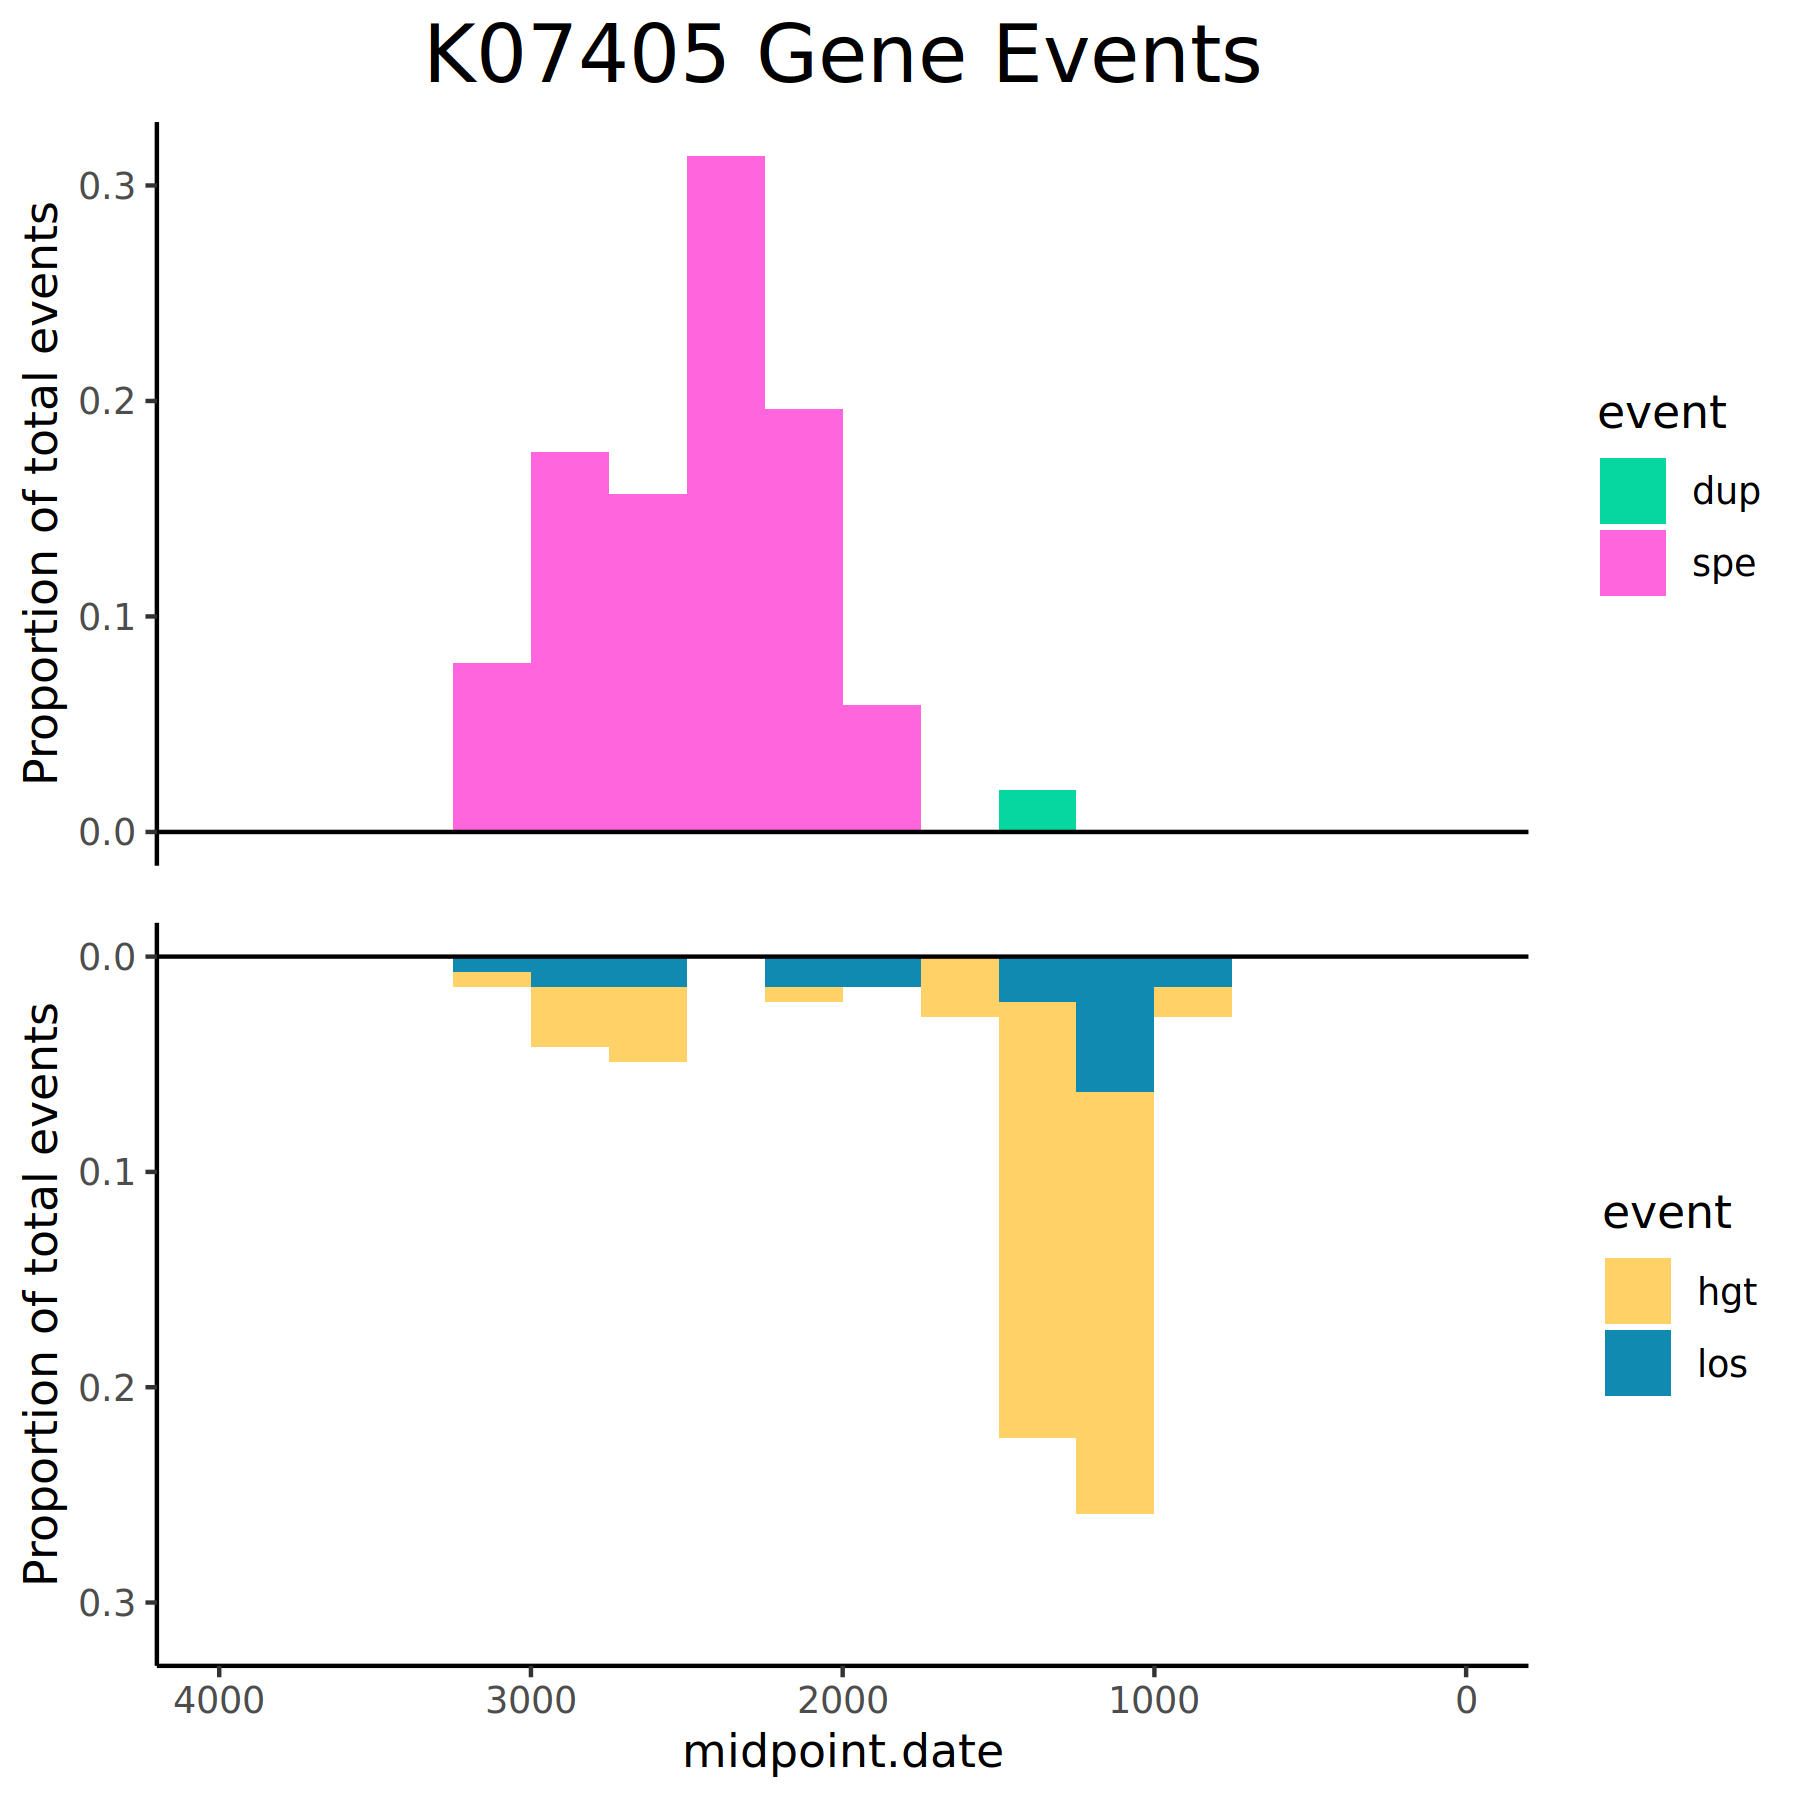 K07405 Gene Events
Proportion of total events
0.3
0.2
0.1
0.0
event
dup
spe
Proportion of total events
0.0
0.1
0.2
0.3
event
hgt
los
4000 3000 2000 1000 0
midpoint.date